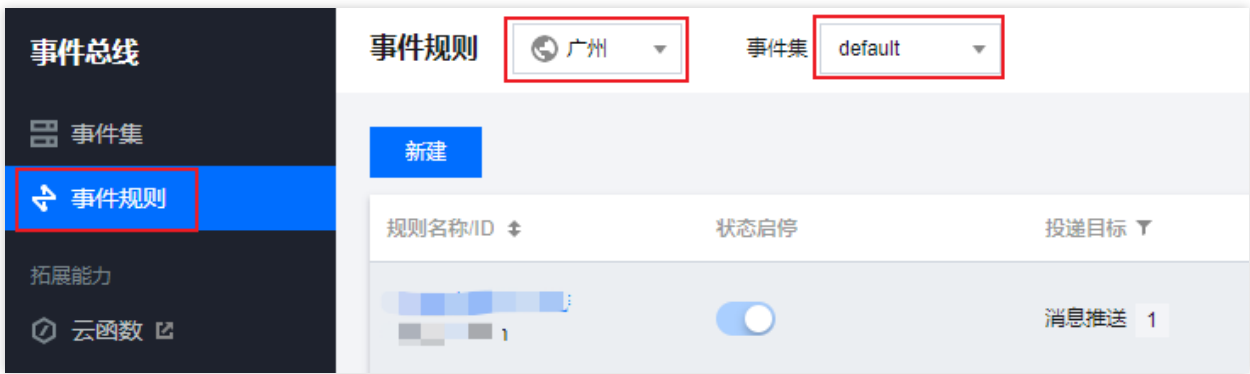 事件总线
事件规则 广州 事件集 default
事件集
新建
事件规则
规则名称/ID 状态启停 投递目标
拓展能力
云函数
消息推送 1